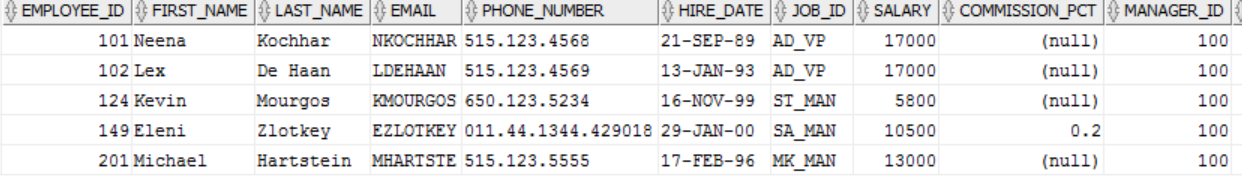 EMPLOYEE_ID FIRST_NAME LAST_NAME EMAIL PHONE_NUMBER HIRE_DATE JOB_ID SALARY COMMISSION_PCT MANAGER_ID
101 Neena Kochhar NKOCHHAR 515.123.4568 21-SEP-89 AD_VP 17000 (null) 100
102 Lex De Haan LDEHAAN 515.123.4569 13-JAN-93 AD_VP 17000 (null) 100
124 Kevin Mourgos KMOURGOS 650.123.5234 16-NOV-99 ST_MAN 5800 (null) 100
149 Eleni Zlotkey EZLOTKEY 011.44.1344.429018 29-JAN-00 SA_MAN 10500 0.2 100
201 Michael Hartstein MHARTSTE 515.123.5555 17-FEB-96 MK_MAN 13000 (null) 100